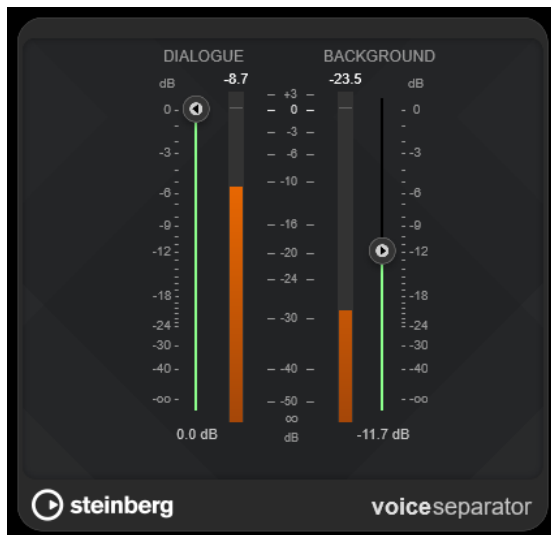 DIALOGUE BACKGROUND
dB -8.7 -23.5 dB
+3
0 0 0
-3 -3 -3
-6 -6 -6
-10
-9 -9
-12 -16 -12
-20
-18 -24 -18
-24 -30 -24
-30 -30
-40 -40 -40
-∞ -50 -∞
∞
0.0 dB dB -11.7 dB
steinberg voiceseparator